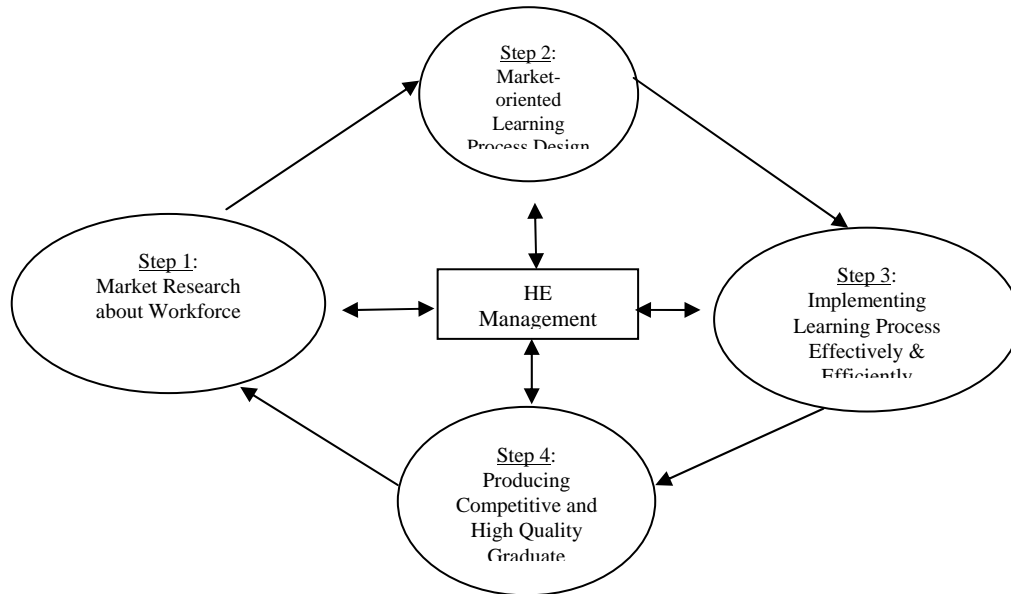 Step 1:
Market Research
about Workforce
Step 2:
Market-
oriented
Learning
Process Design
HE
Management
Step 3:
Implementing
Learning Process
Effectively &
Efficiently
Step 4:
Producing
Competitive and
High Quality
Graduate